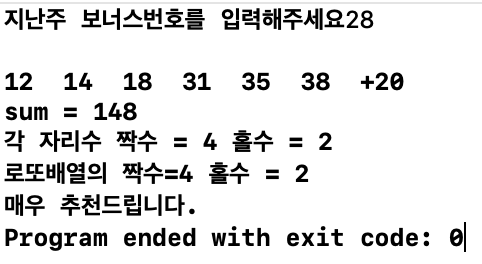 지난주 보너스번호를 입력해주세요28
12 14 18 31 35 38 +20
sum = 148
각 자리수 짝수 = 4 홀수 = 2
로또배열의 짝수=4 홀수 = 2
매우 추천드립니다.
Program ended with exit code: 0